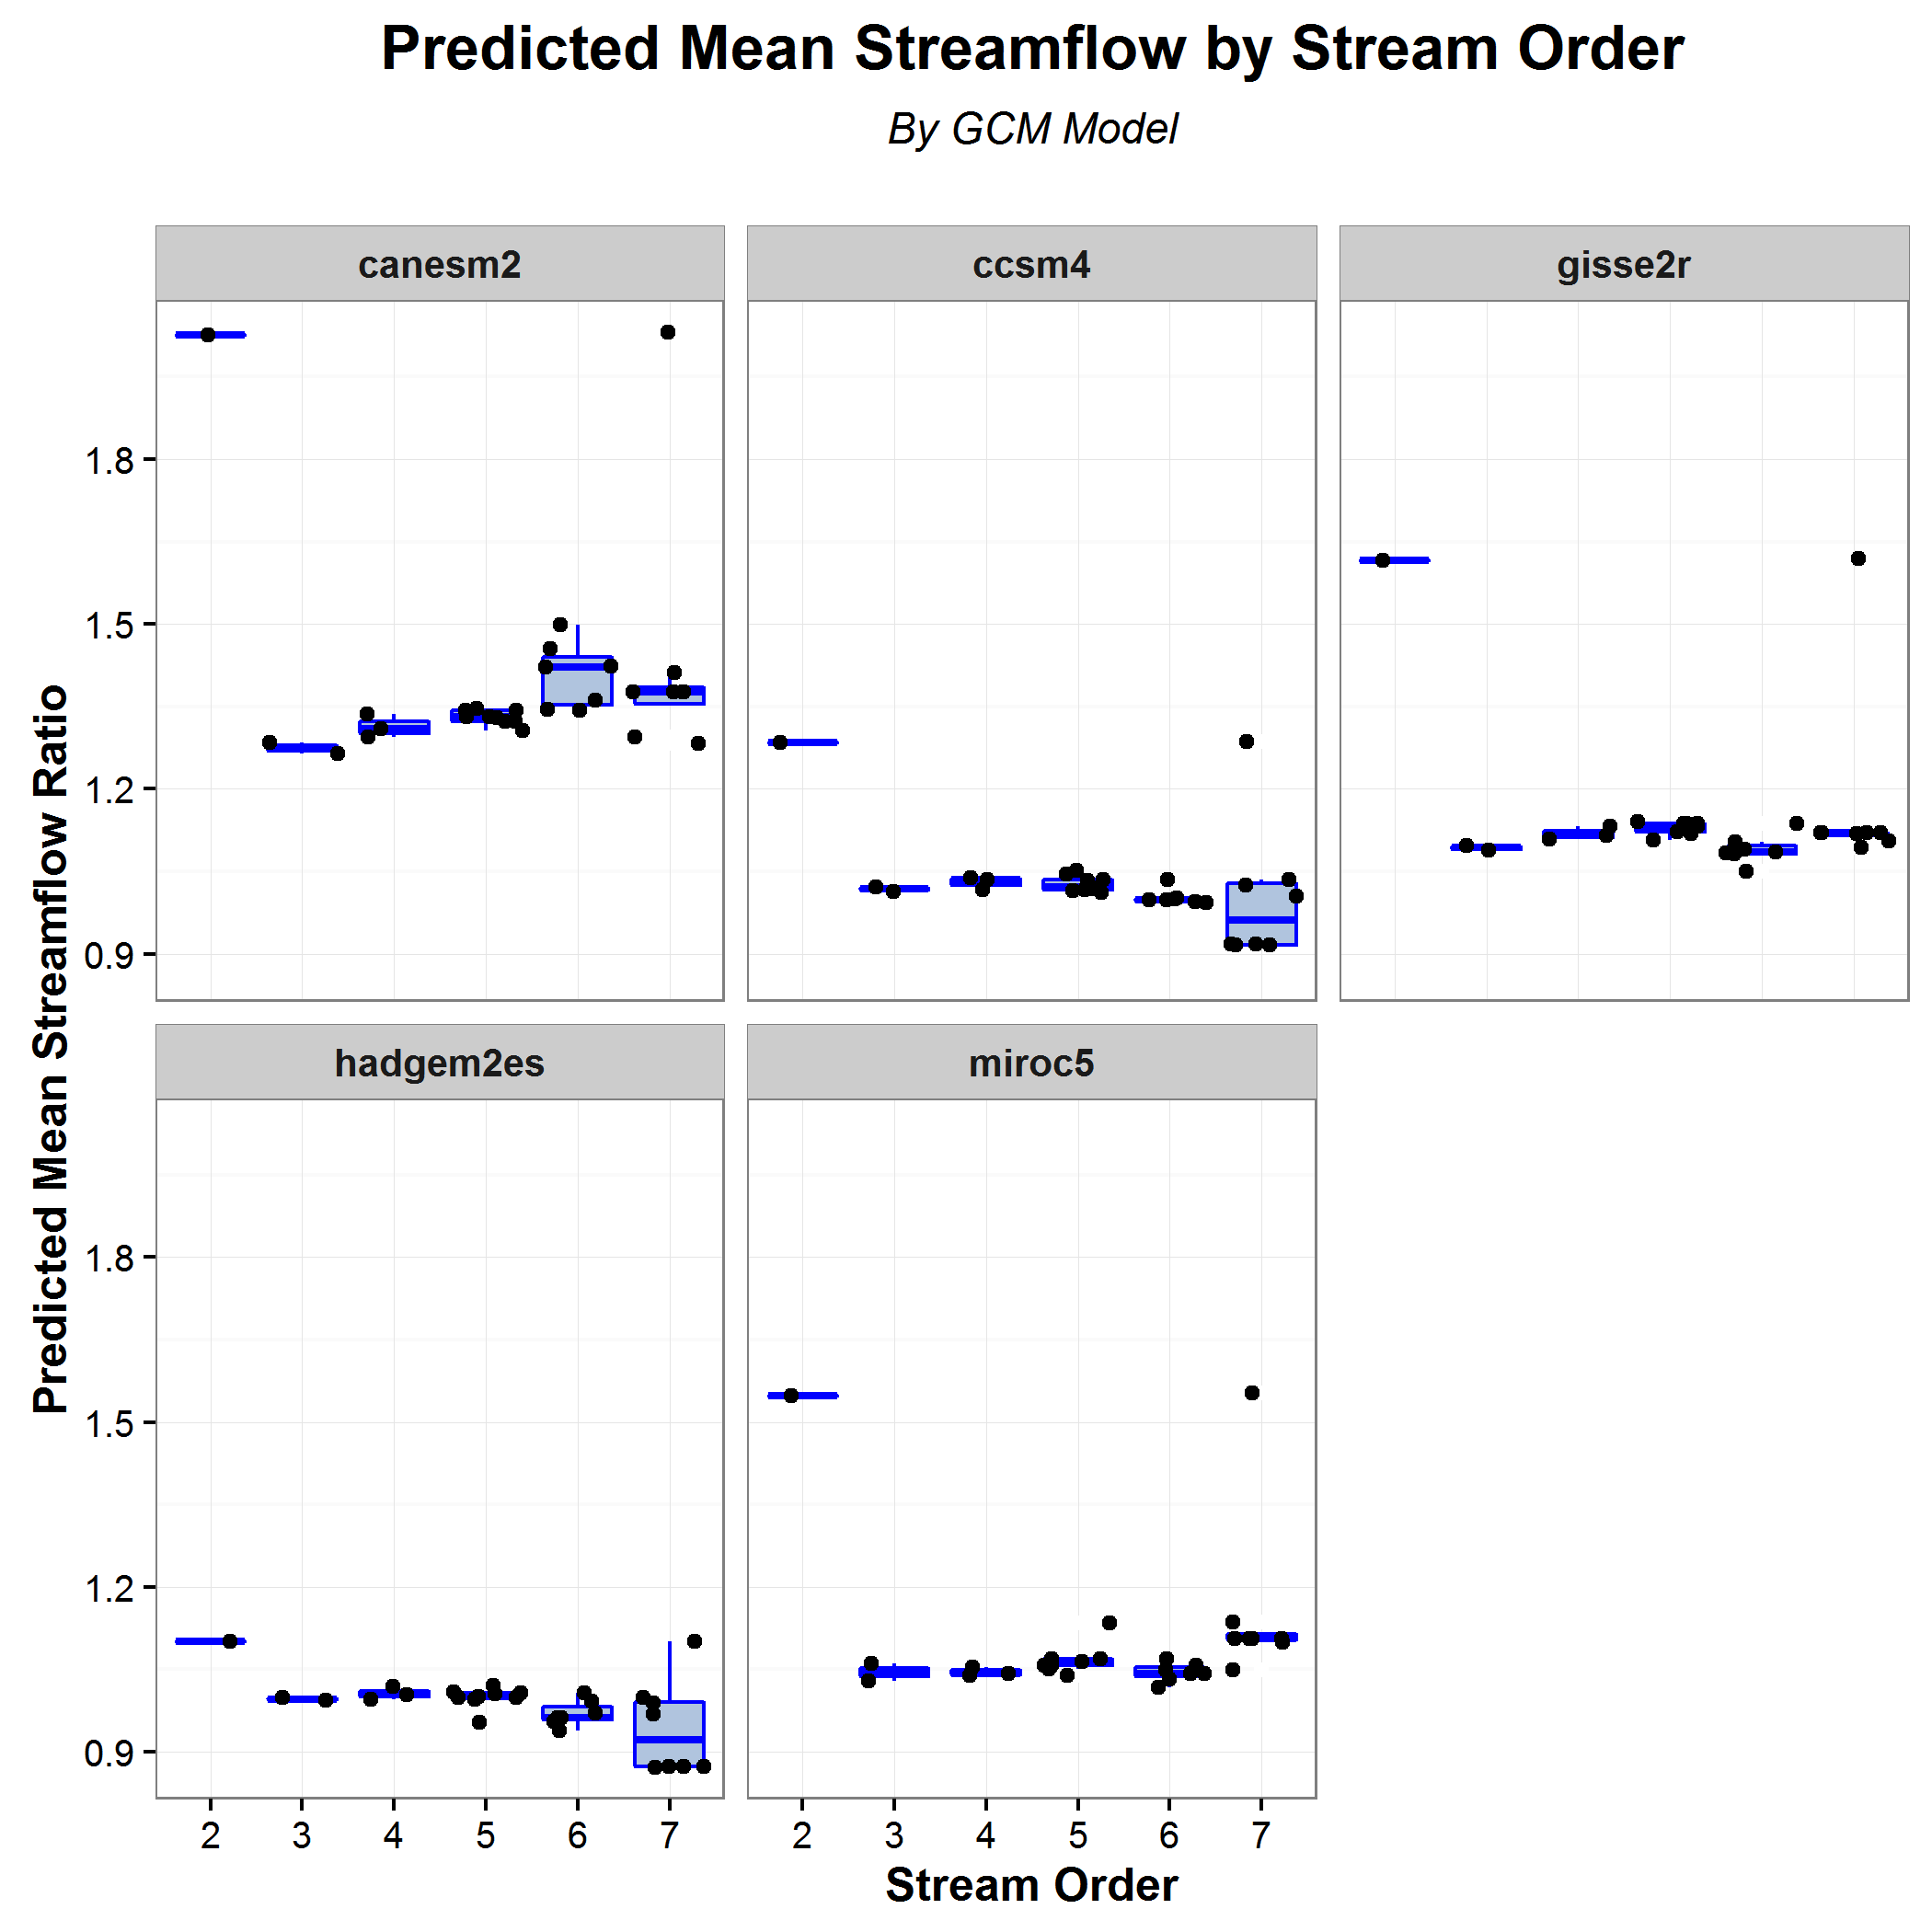 Predicted Mean Streamflow by Stream Order
By GCM Model
canesm2
ccsm4
gisse2r
1.8
1.5
1.2
0.9
hadgem2es
miroc5
1.8
1.5
1.2
0.9
2 3 4 5 6 7
2 3 4 5 6 7
Stream Order
Predicted Mean Streamflow Ratio